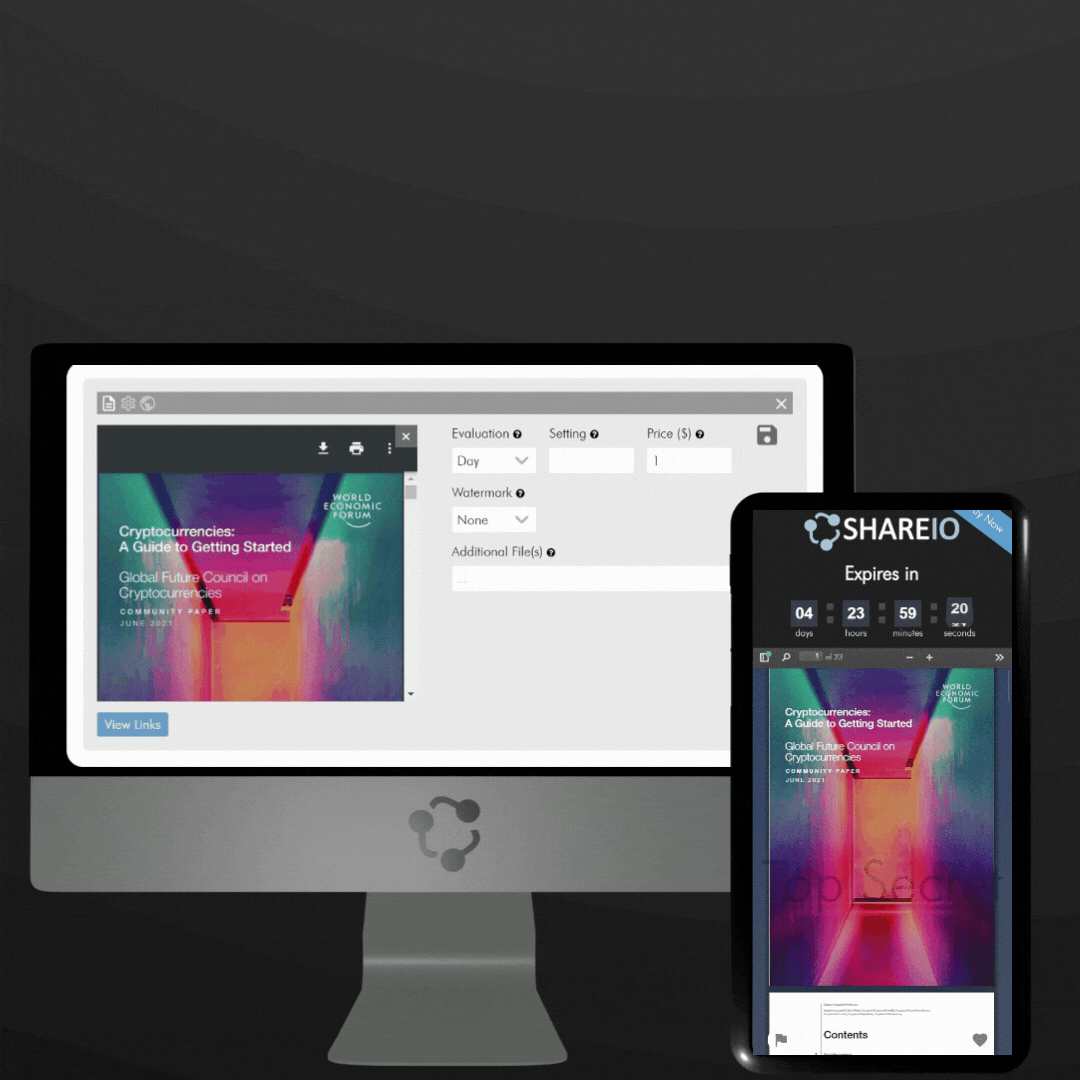 Evaluation
Setting
Price ($)
Day
1
Watermark
None
Additional File(s)
...
WORLD
ECONOMIC
FORUM
Cryptocurrencies:
A Guide to Getting Started
Global Future Council on
Cryptocurrencies
COMMUNITY PAPER
JUNE 2021
View Links
SHAREIO
Now
Expires in
04
23
59
20
days
hours
minutes
seconds
1 of 23
WORLD
ECONOMIC
FORUM
Cryptocurrencies:
A Guide to Getting Started
Global Future Council on
Cryptocurrencies
COMMUNITY PAPER
JUNE 2021
Top Secret
Contents